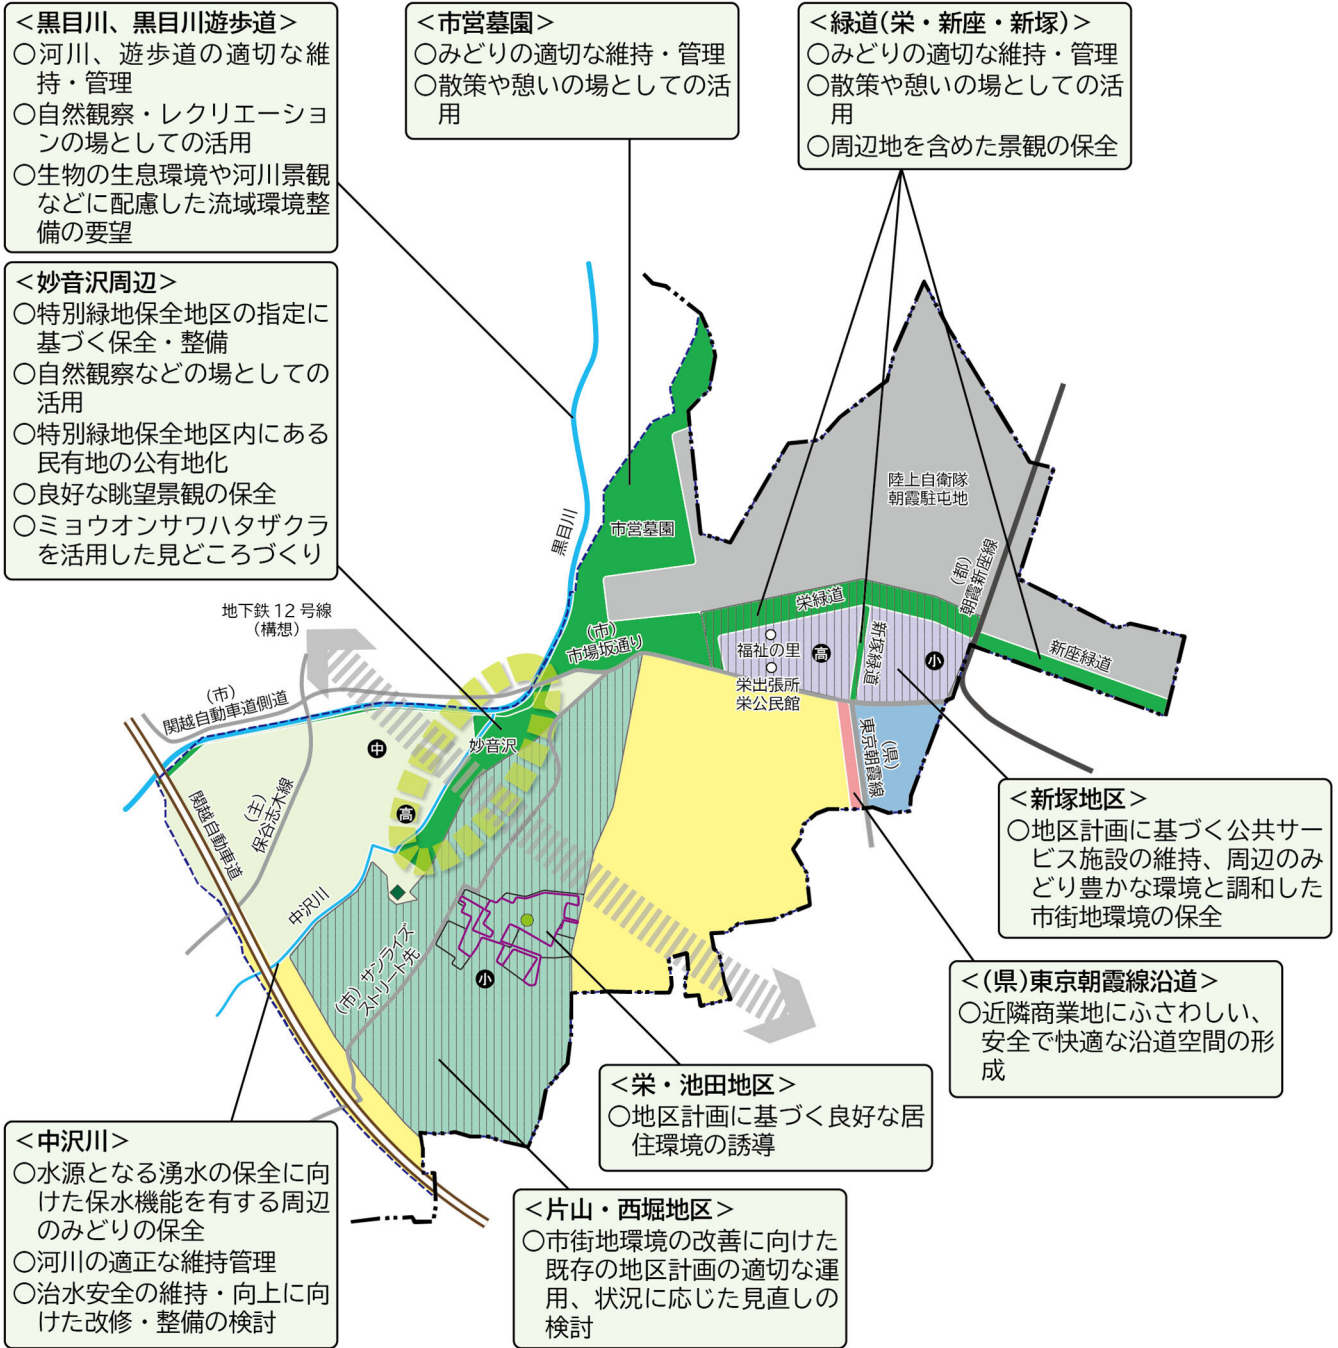 ＜黒目川、黒目川遊歩道＞
○河川、遊歩道の適切な維
持・管理
○自然観察・レクリエーショ
ンの場としての活用
○生物の生息環境や河川景観
などに配慮した流域環境整
備の要望
＜市営墓園＞
○みどりの適切な維持・管理
○散策や憩いの場としての活
用
＜緑道(栄・新座・新塚)＞
○みどりの適切な維持・管理
○散策や憩いの場としての活
用
○周辺地を含めた景観の保全
＜妙音沢周辺＞
○特別緑地保全地区の指定に
基づく保全・整備
○自然観察などの場としての
活用
○特別緑地保全地区内にある
民有地の公有地化
○良好な眺望景観の保全
○ミョウオンサワハタザクラ
を活用した見どころづくり
陸上自衛隊
朝霞駐屯地
市営墓園
黒目川
(都)
朝霞新座線
地下鉄12号線
(構想)
栄緑道
(市)
市場坂通り
新塚緑道
福祉の里
高
小
新座緑道
栄出張所
栄公民館
(市)
関越自動車道側道
妙音沢
中
(県)
東京朝霞線
(主)
保谷志木線
関越自動車道
高
中沢川
(市)サンライズ
ストリート先
小
＜新塚地区＞
○地区計画に基づく公共サー
ビス施設の維持、周辺のみ
どり豊かな環境と調和した
市街地環境の保全
＜(県)東京朝霞線沿道＞
○近隣商業地にふさわしい、
安全で快適な沿道空間の形
成
＜栄・池田地区＞
○地区計画に基づく良好な居
住環境の誘導
＜中沢川＞
○水源となる湧水の保全に向
けた保水機能を有する周辺
のみどりの保全
○河川の適正な維持管理
○治水安全の維持・向上に向
けた改修・整備の検討
＜片山・西堀地区＞
○市街地環境の改善に向けた
既存の地区計画の適切な運
用、状況に応じた見直しの
検討